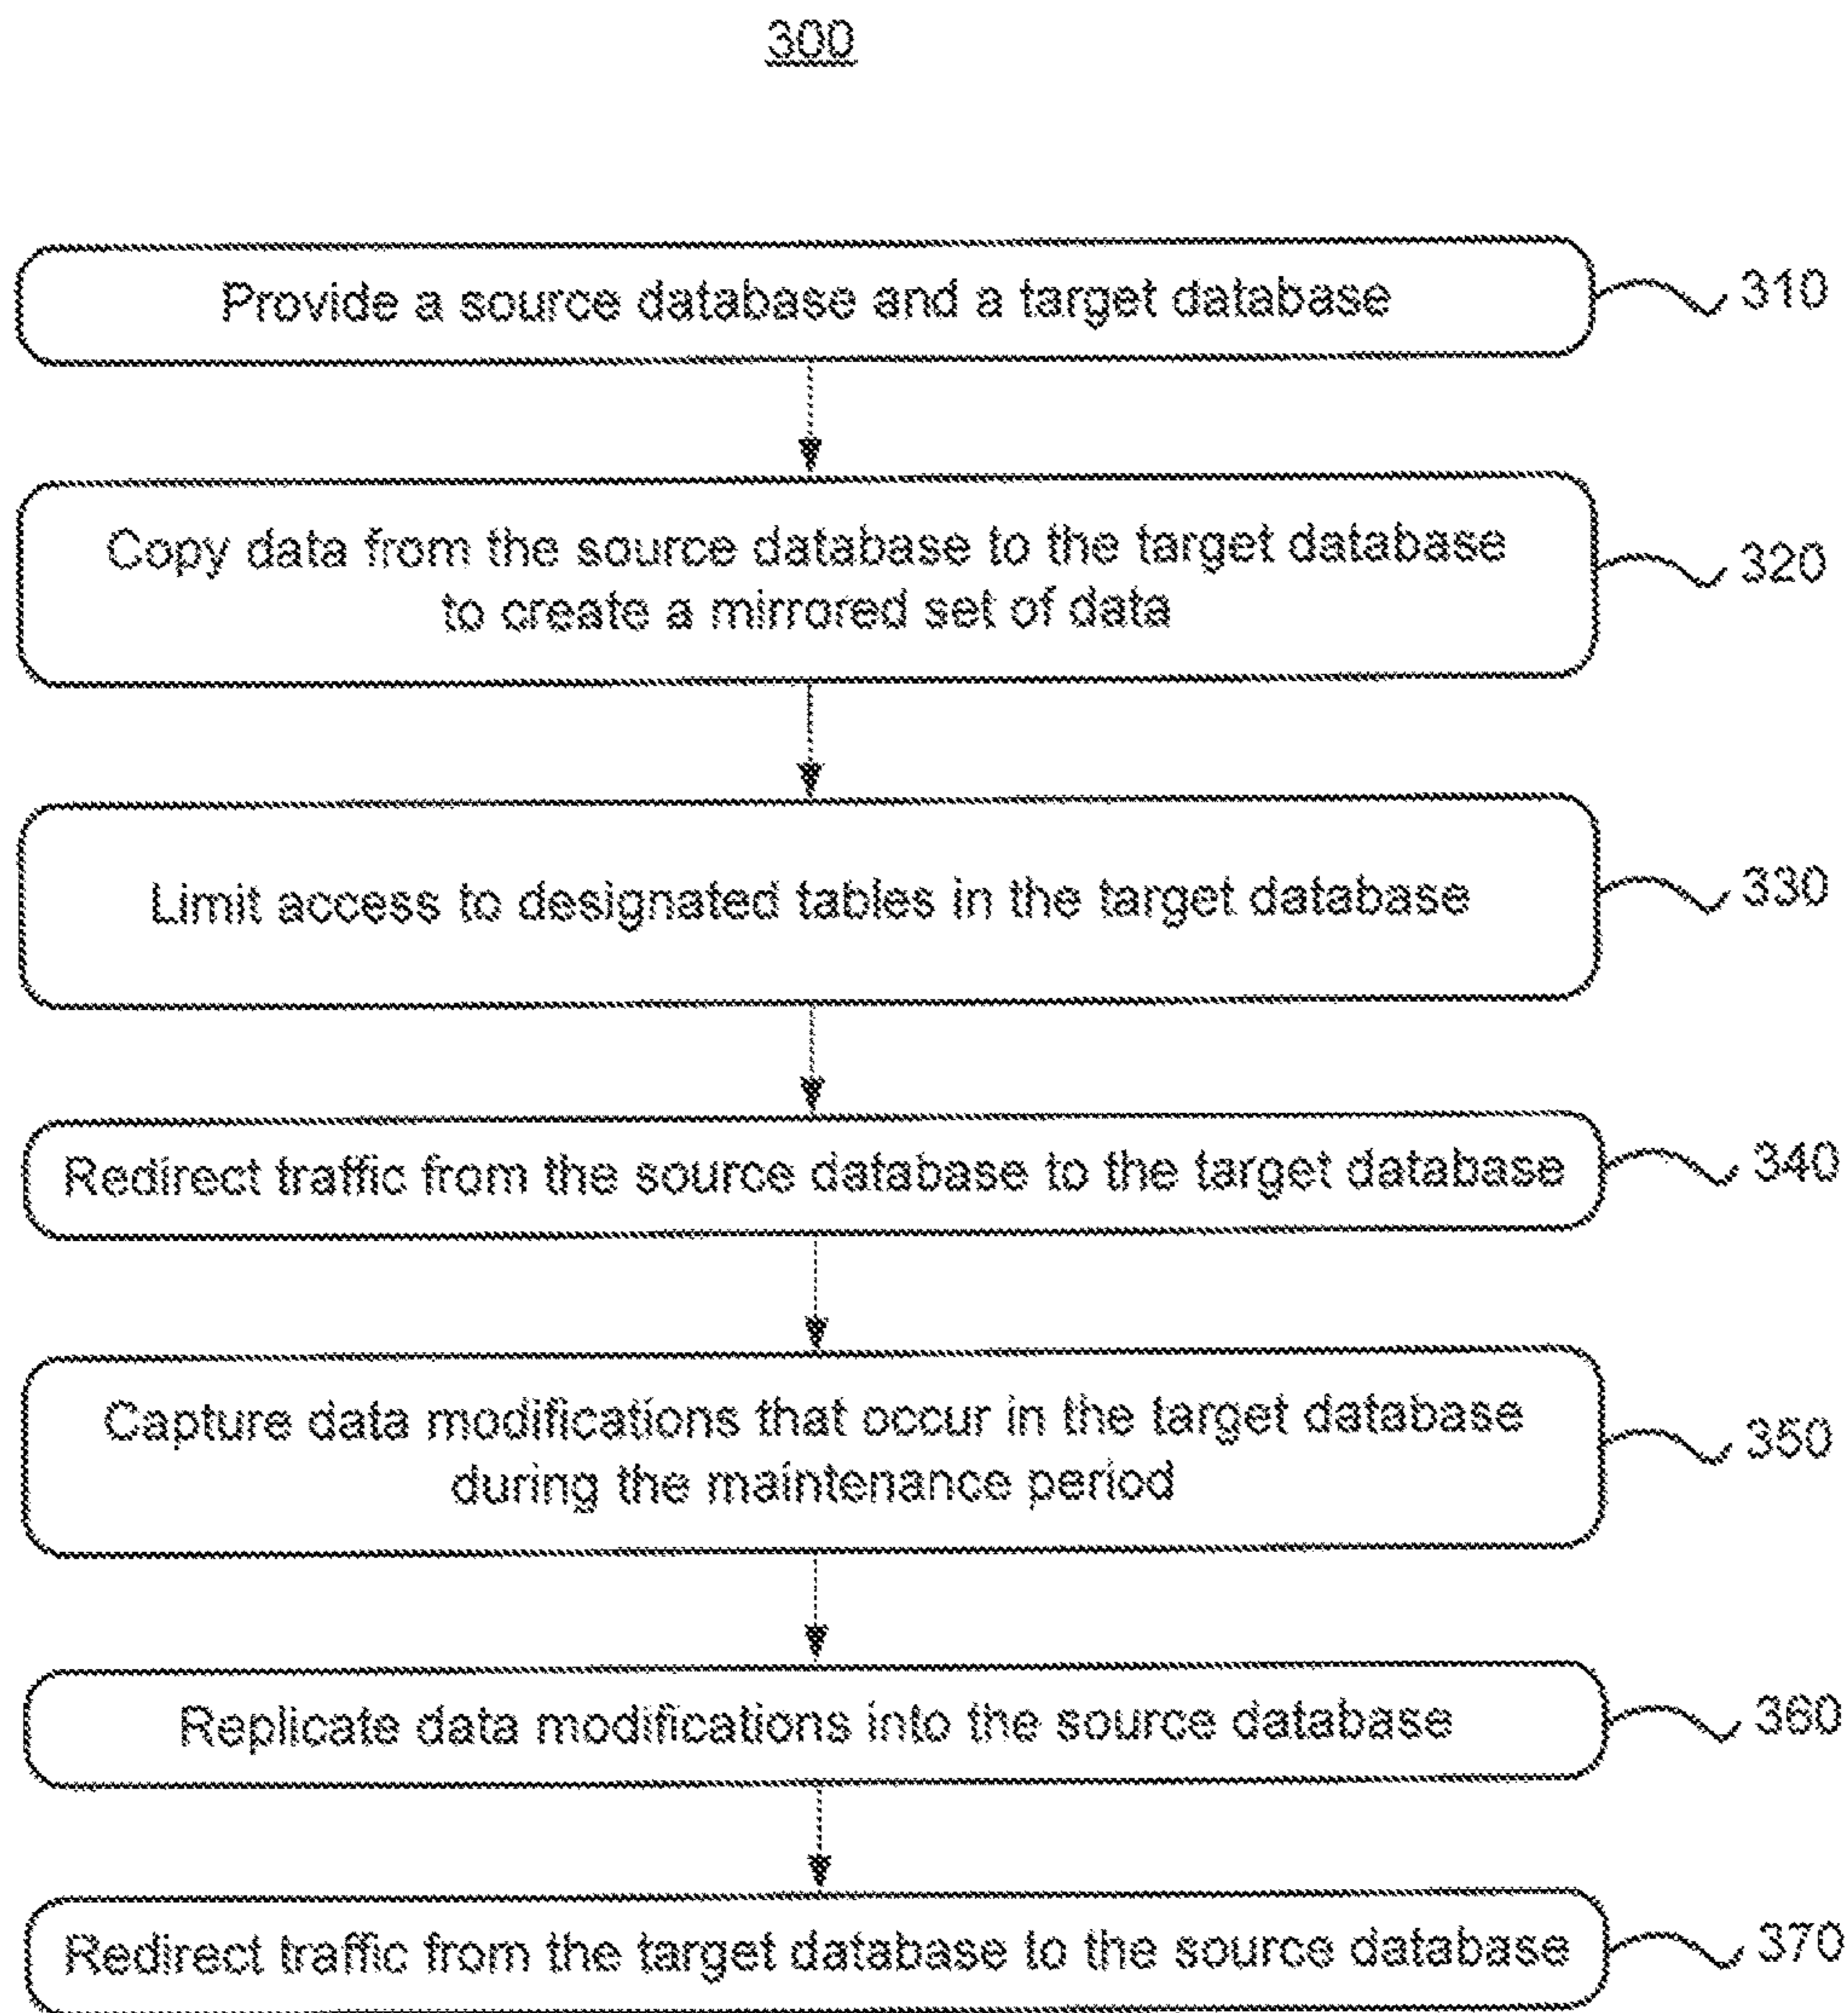 300
Provide a source database and a target database
310
Copy data from the source database to the target database
to create a mirrored set of data
320
Limit access to designated tables in the target database
330
Redirect traffic from the source database to the target database
340
Capture data modifications that occur in the target database
during the maintenance period
350
Replicate data modifications into the source database
360
Redirect traffic from the target database to the source database
370